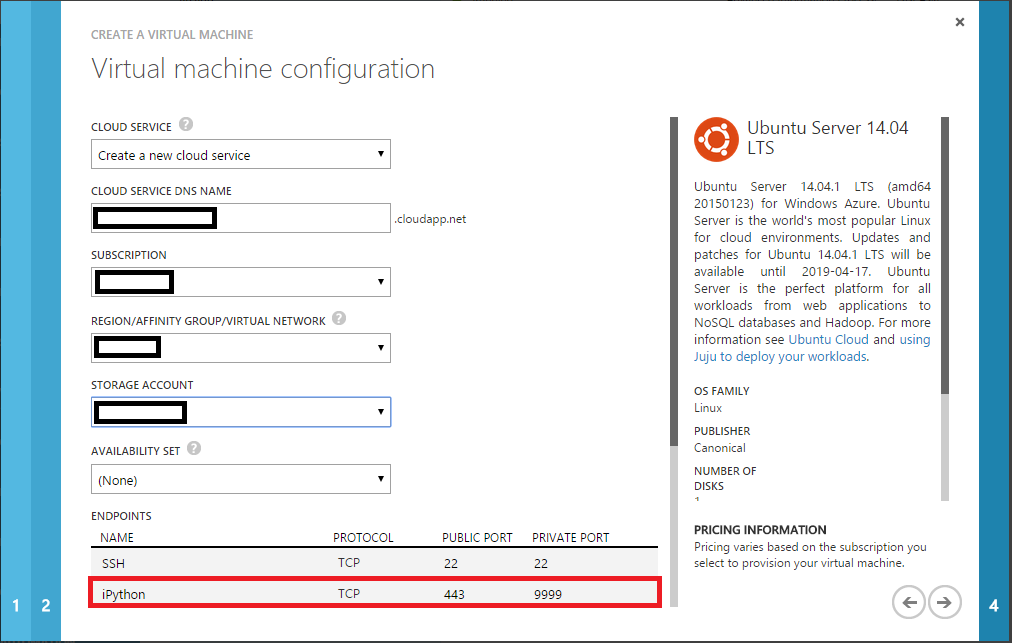 CREATE A VIRTUAL MACHINE
Virtual machine configuration
CLOUD SERVICE ?
Create a new cloud service
CLOUD SERVICE DNS NAME
.cloudapp.net
SUBSCRIPTION
REGION/AFFINITY GROUP/VIRTUAL NETWORK ?
STORAGE ACCOUNT
AVAILABILITY SET ?
(None)
ENDPOINTS
NAME PROTOCOL PUBLIC PORT PRIVATE PORT
SSH TCP 22 22
iPython TCP 443 9999
Ubuntu Server 14.04
LTS
Ubuntu Server 14.04.1 LTS (amd64
20150123) for Windows Azure. Ubuntu
Server is the world's most popular Linux
for cloud environments. Updates and
patches for Ubuntu 14.04.1 LTS will be
available until 2019-04-17. Ubuntu
Server is the perfect platform for all
workloads from web applications to
NoSQL databases and Hadoop. For more
information see Ubuntu Cloud and using
Juju to deploy your workloads.
OS FAMILY
Linux
PUBLISHER
Canonical
NUMBER OF
DISKS
PRICING INFORMATION
Pricing varies based on the subscription you
select to provision your virtual machine.
1 2
4